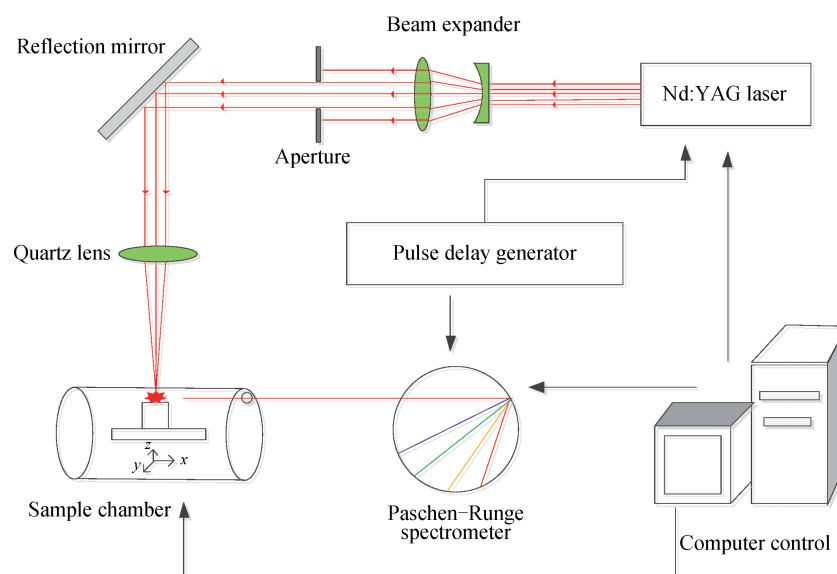 Beam expander
Reflection mirror
Nd:YAG laser
Aperture
Quartz lens
Pulse delay generator
z
y
x
Sample chamber
Paschen−Runge
spectrometer
Computer control